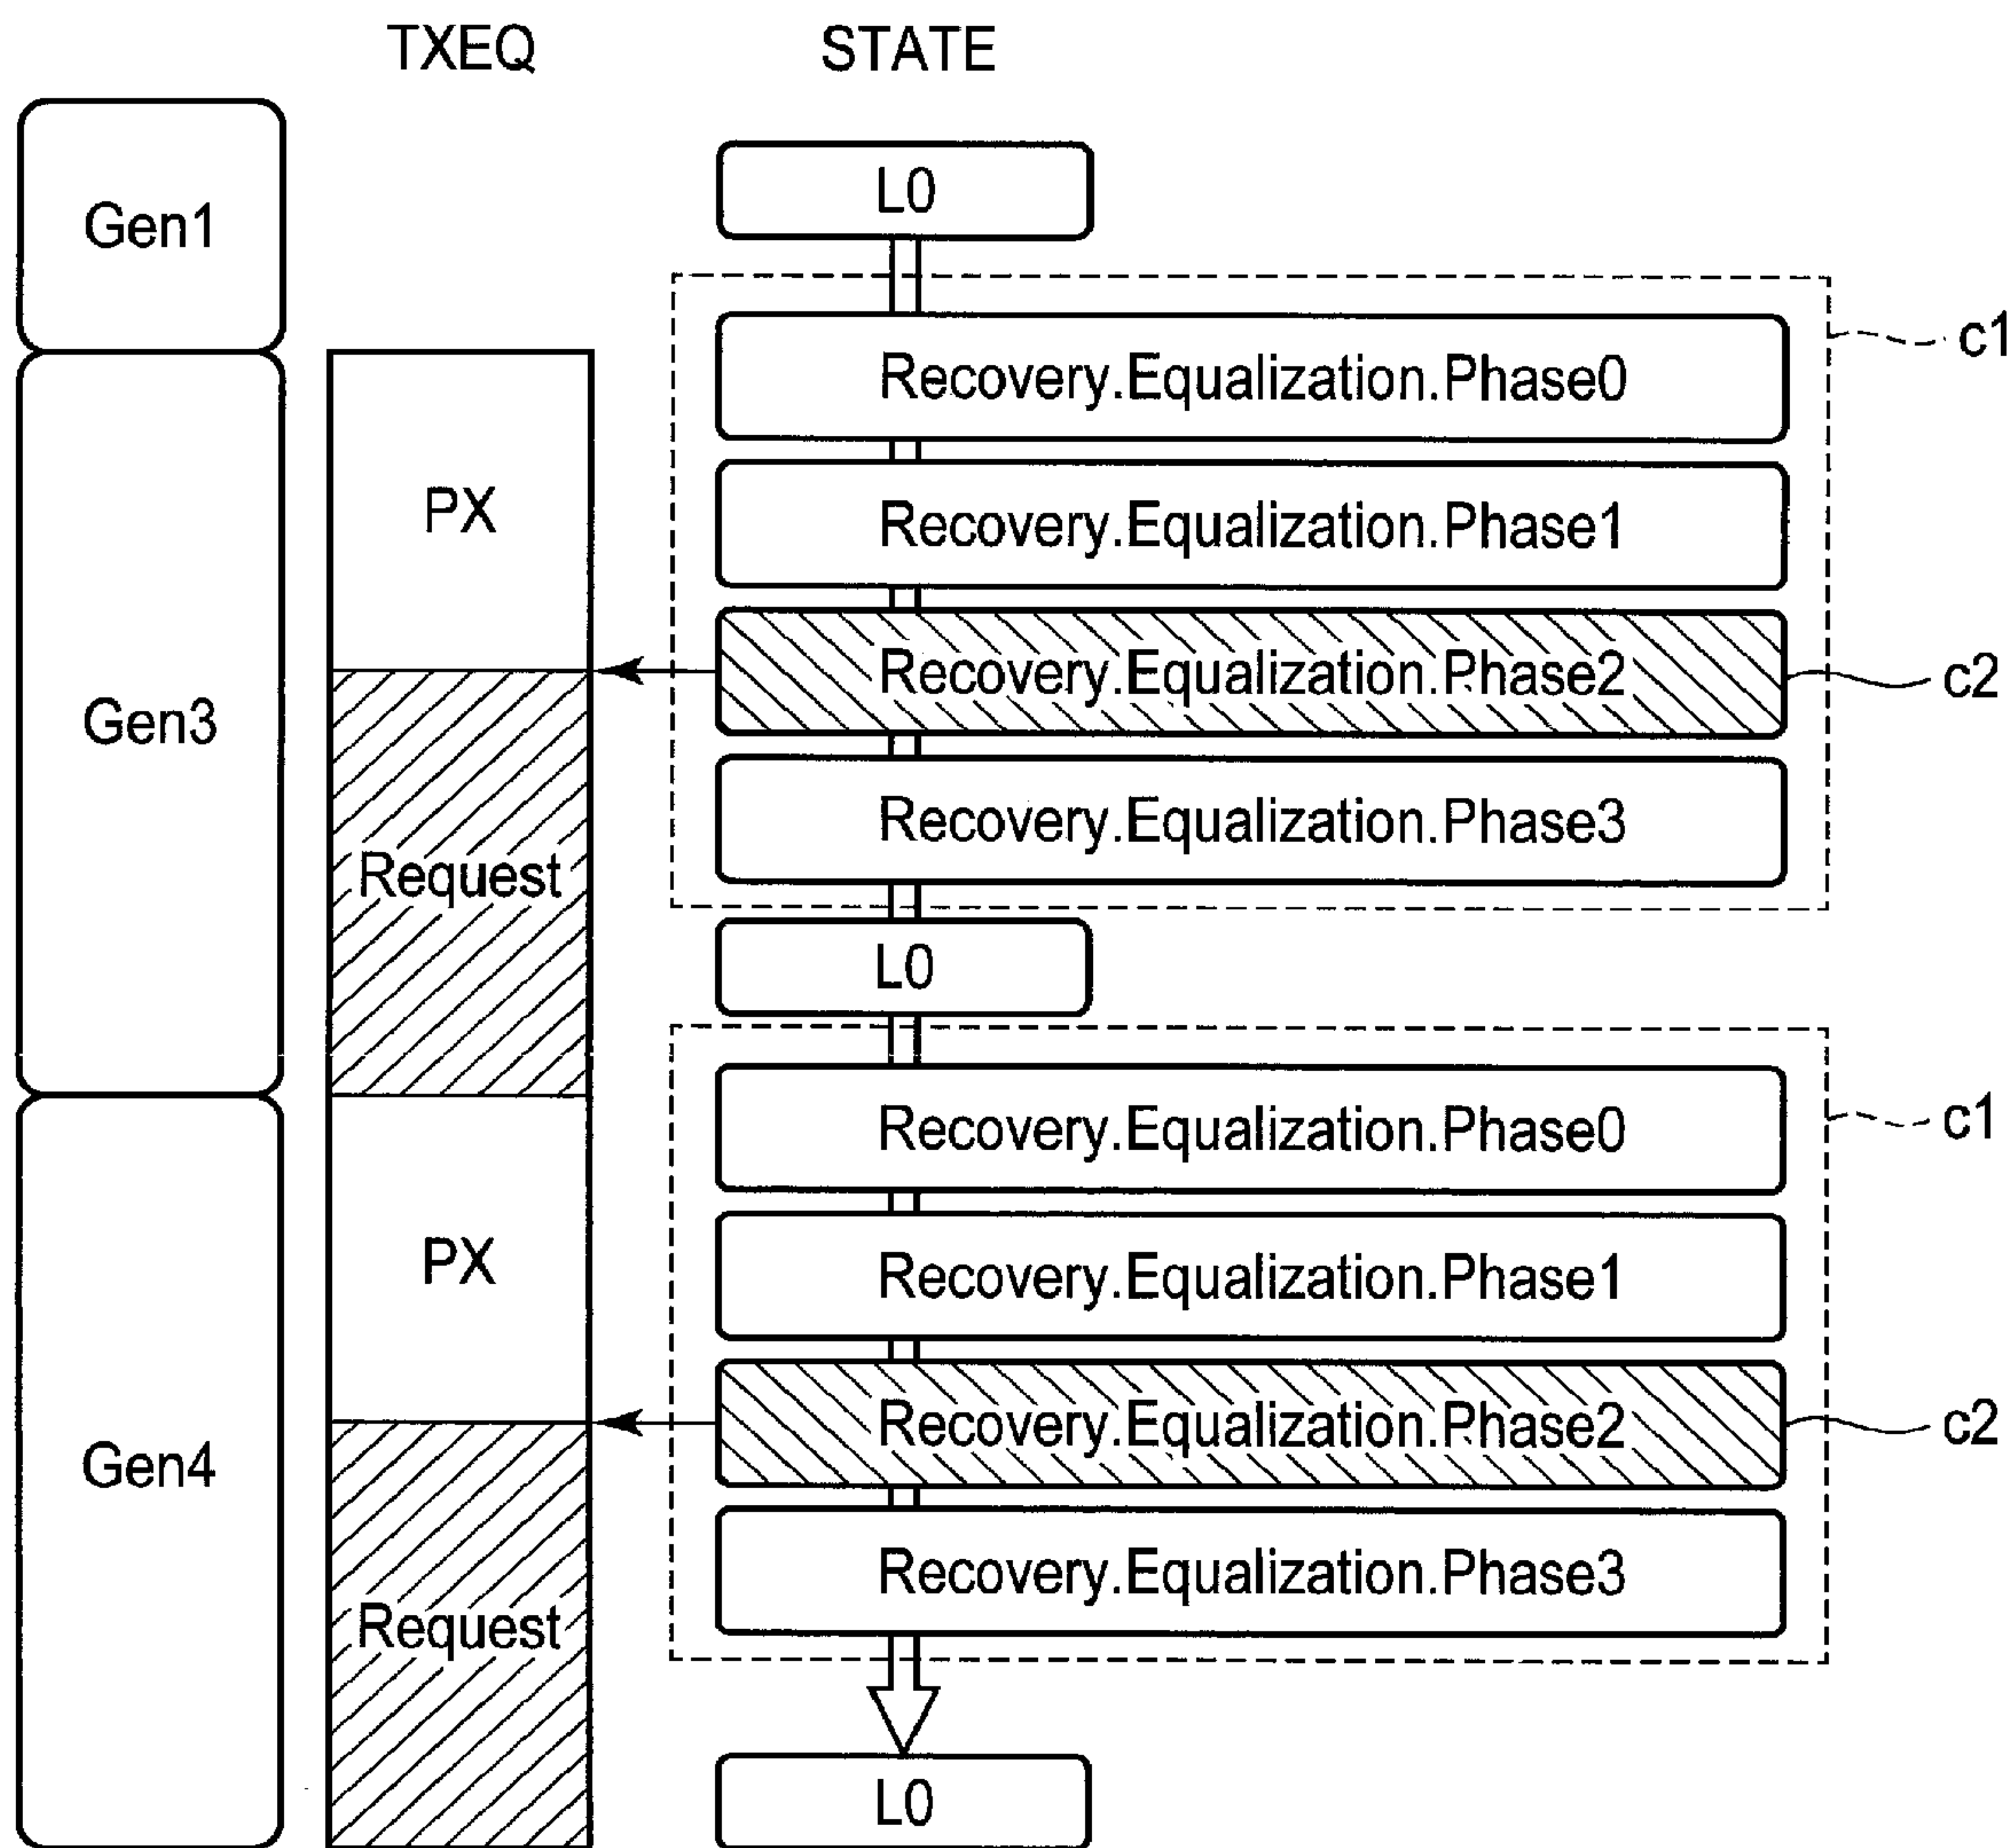 TXEQ STATE
L0
Gen1
c1
Recovery.Equalization.Phase0
PX
Recovery.Equalization.Phase1
Recovery.Equalization.Phase2
c2
Gen3
Recovery.Equalization.Phase3
Request
L0
Recovery.Equalization.Phase0
c1
PX
Recovery.Equalization.Phase1
Recovery.Equalization.Phase2
c2
Gen4
Recovery.Equalization.Phase3
Request
L0